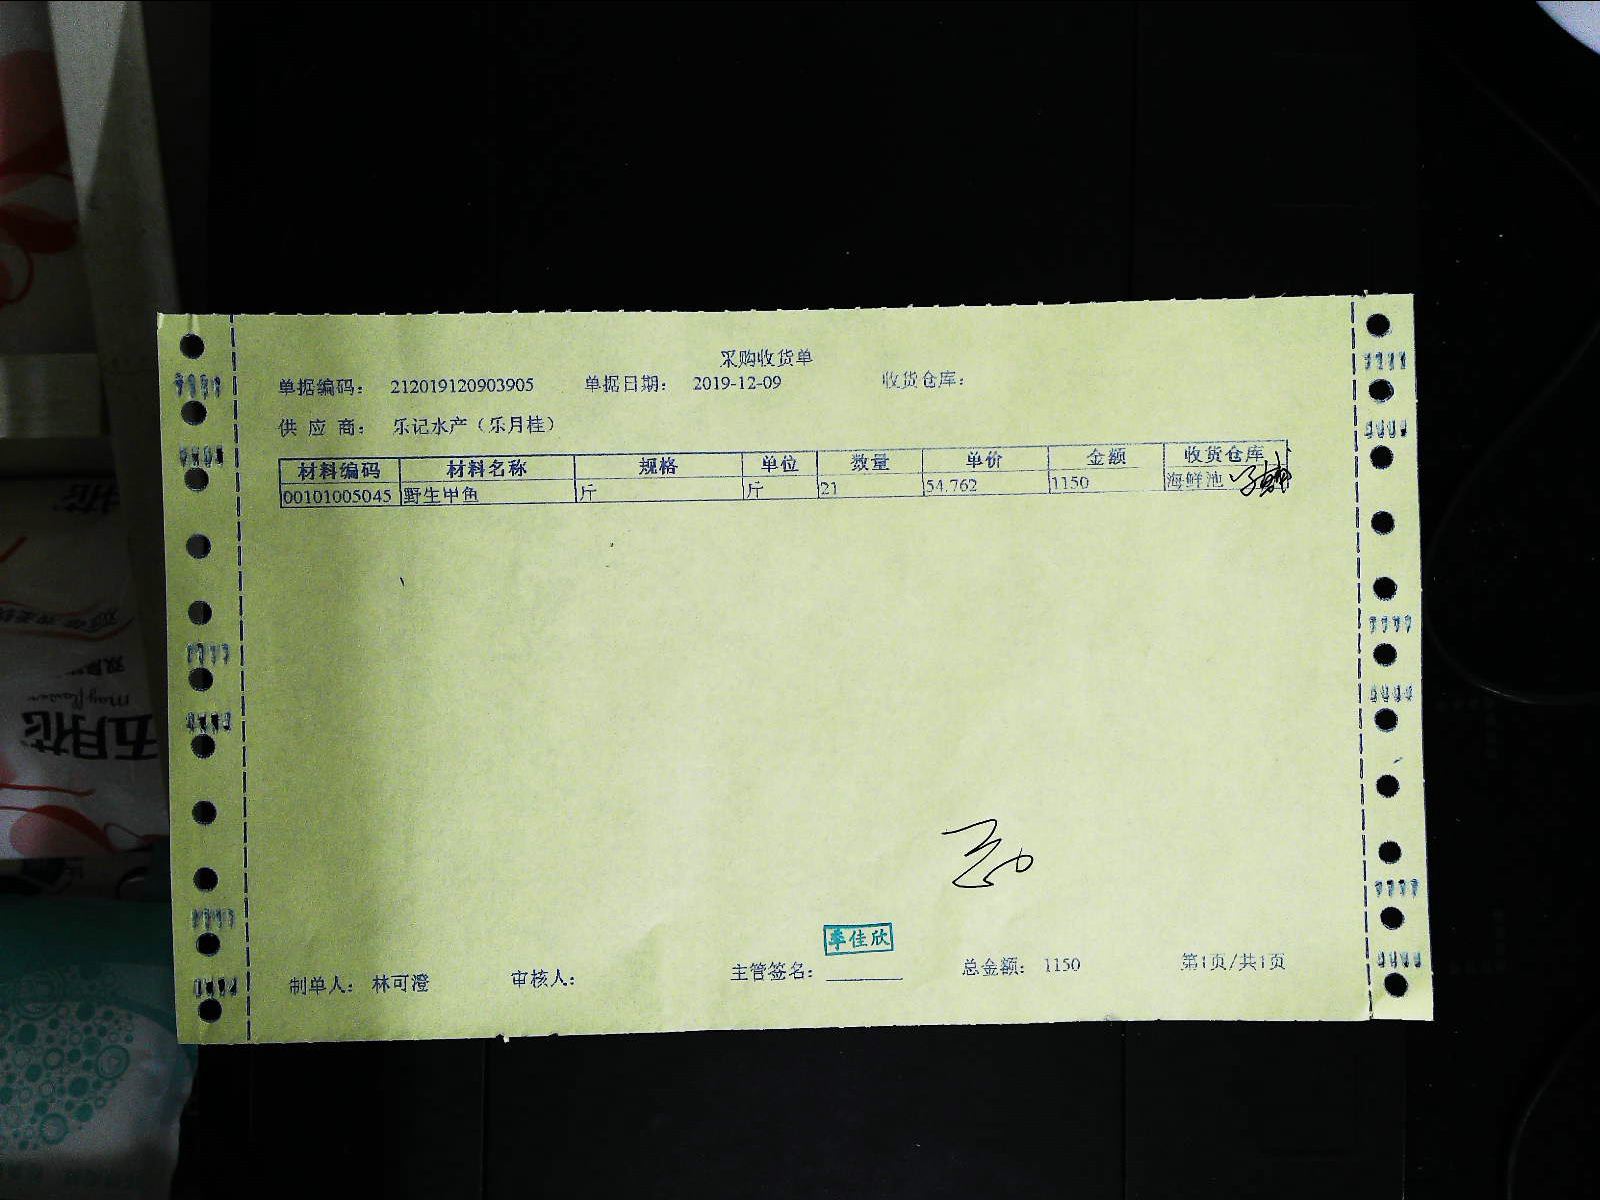 采购收货单
单据编码： 212019120903905 单据日期： 2019-12-09 收货仓库：
供 应 商： 乐记水产（乐月桂）
材料编码 材料名称 规格 单位 数量 单价 金额 收货仓库
00101005045 野生甲鱼 斤 斤 21 54.762 1150 海鲜池
李佳欣
制单人： 林可澄 审核人： 主管签名： 总金额： 1150 第1页/共1页
五月花
Mayflower